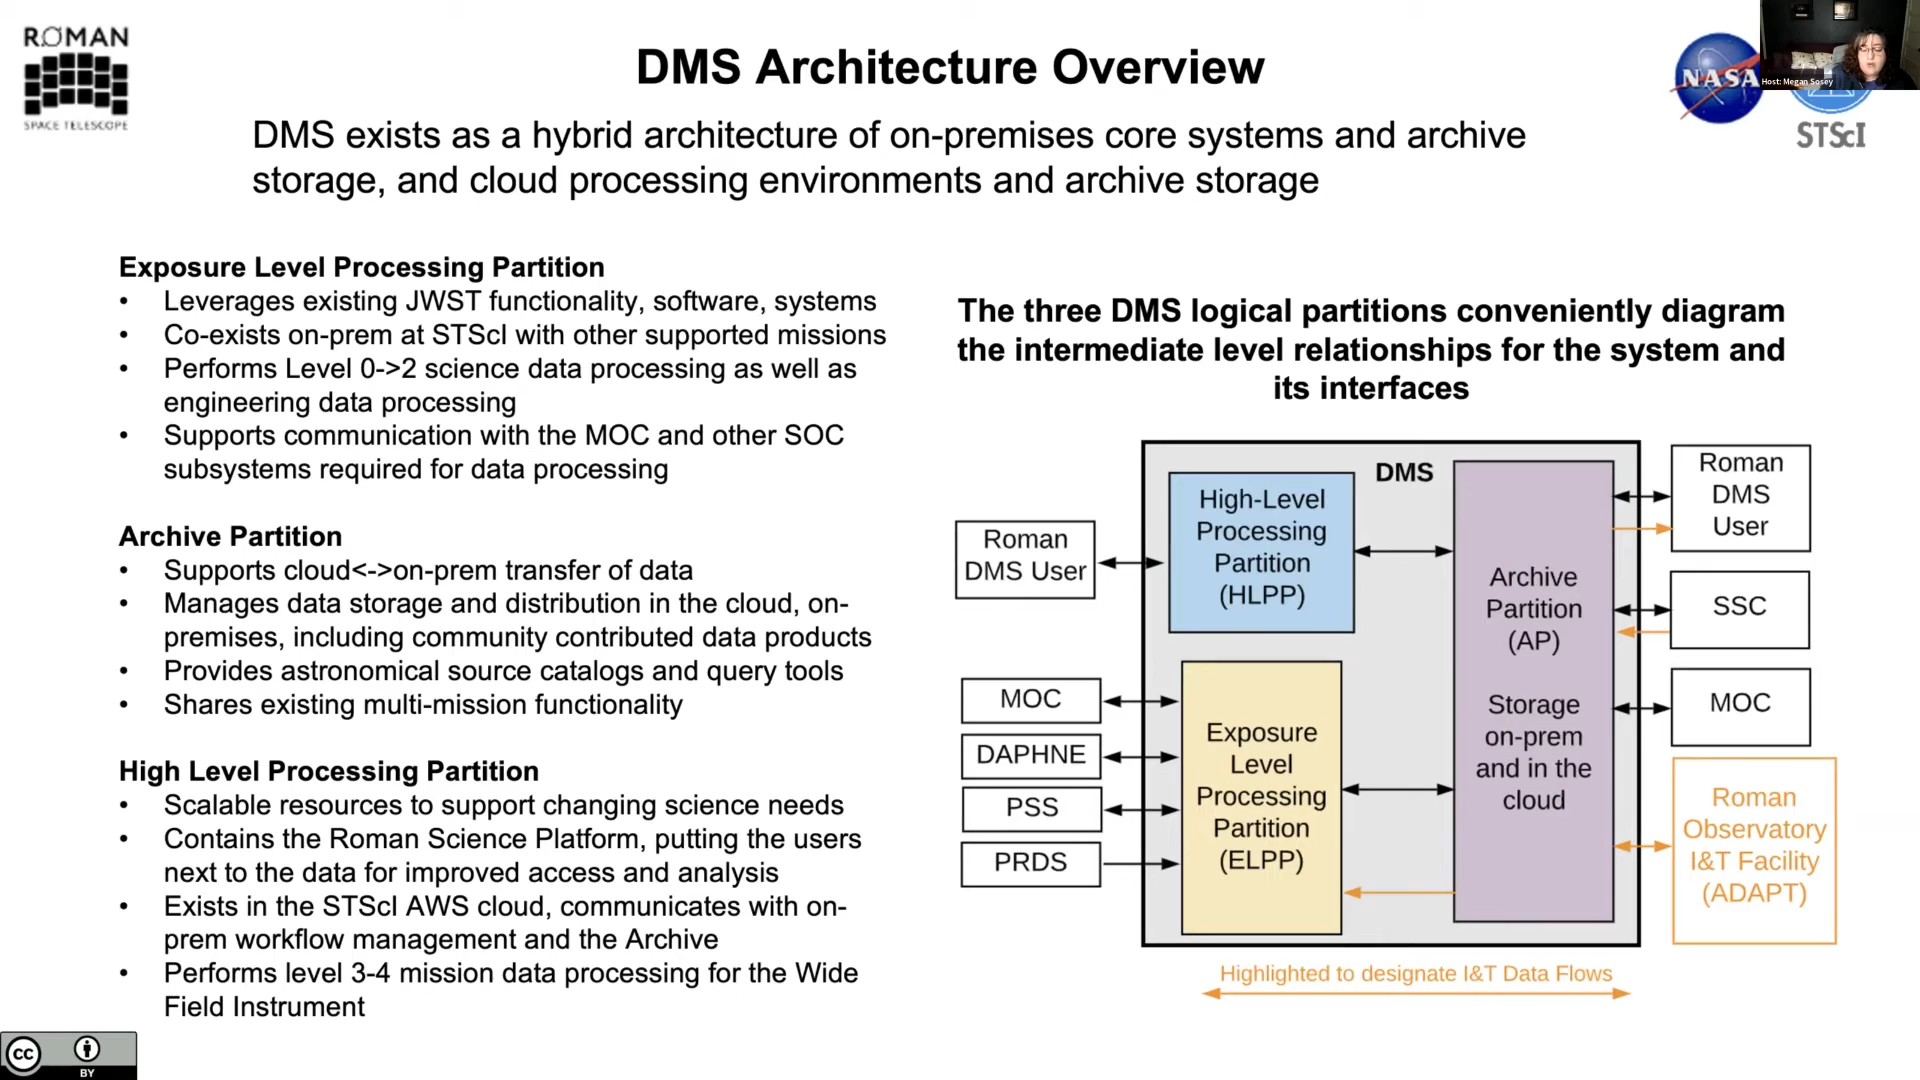 ROMAN
SPACE TELESCOPE
DMS Architecture Overview
NASA
Host: Megan Sosey
STScI
DMS exists as a hybrid architecture of on-premises core systems and archive
storage, and cloud processing environments and archive storage
Exposure Level Processing Partition
• Leverages existing JWST functionality, software, systems
• Co-exists on-prem at STScI with other supported missions
• Performs Level 0->2 science data processing as well as
engineering data processing
• Supports communication with the MOC and other SOC
subsystems required for data processing
Archive Partition
• Supports cloud<->on-prem transfer of data
• Manages data storage and distribution in the cloud, on-
premises, including community contributed data products
• Provides astronomical source catalogs and query tools
• Shares existing multi-mission functionality
High Level Processing Partition
• Scalable resources to support changing science needs
• Contains the Roman Science Platform, putting the users
next to the data for improved access and analysis
• Exists in the STScI AWS cloud, communicates with on-
prem workflow management and the Archive
• Performs level 3-4 mission data processing for the Wide
Field Instrument
The three DMS logical partitions conveniently diagram
the intermediate level relationships for the system and
its interfaces
DMS
Roman
DMS User
MOC
DAPHNE
PSS
PRDS
High-Level
Processing
Partition
(HLPP)
Exposure
Level
Processing
Partition
(ELPP)
Archive
Partition
(AP)
Storage
on-prem
and in the
cloud
Roman
DMS
User
SSC
MOC
Roman
Observatory
I&T Facility
(ADAPT)
Highlighted to designate I&T Data Flows
cc
BY